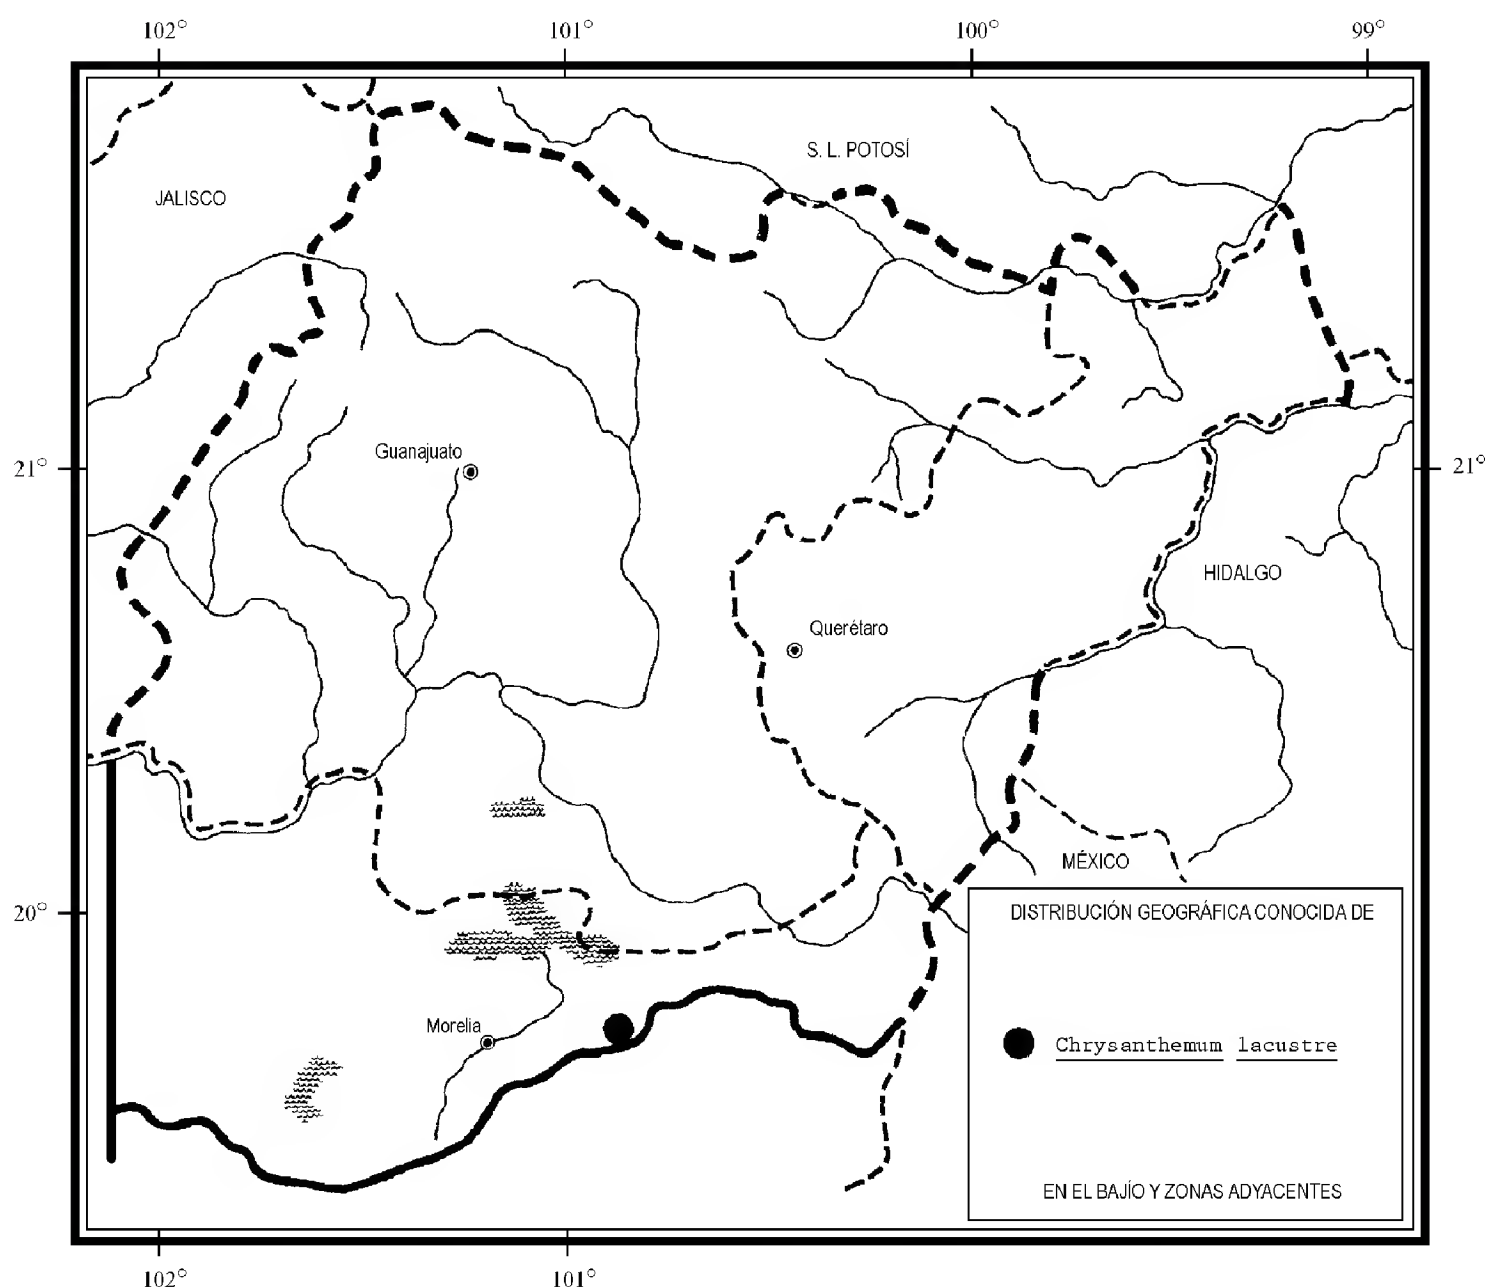 102° 101° 100° 99°
S. L. POTOSÍ
JALISCO
Guanajuato
21° 21°
HIDALGO
Querétaro
MÉXICO
20°
DISTRIBUCIÓN GEOGRÁFICA CONOCIDA DE
Morelia
Chrysanthemum lacustre
EN EL BAJÍO Y ZONAS ADYACENTES
102° 101°